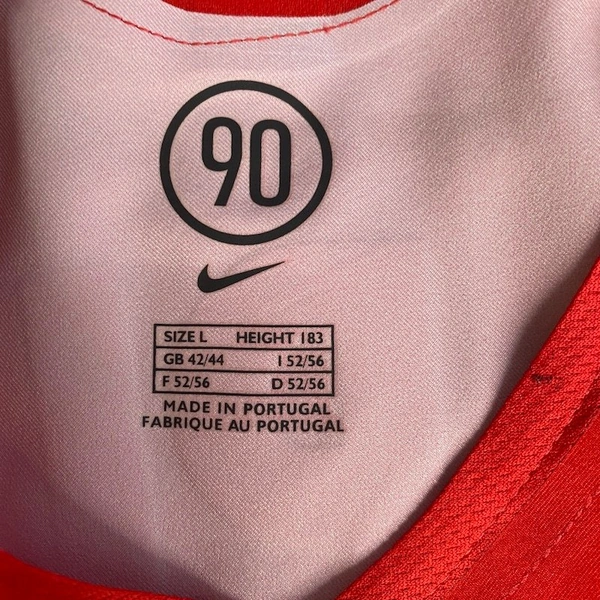 90
SIZE L HEIGHT 183
GB 42/44 I 52/56
F 52/56 D 52/56
MADE IN PORTUGAL
FABRIQUE AU PORTUGAL